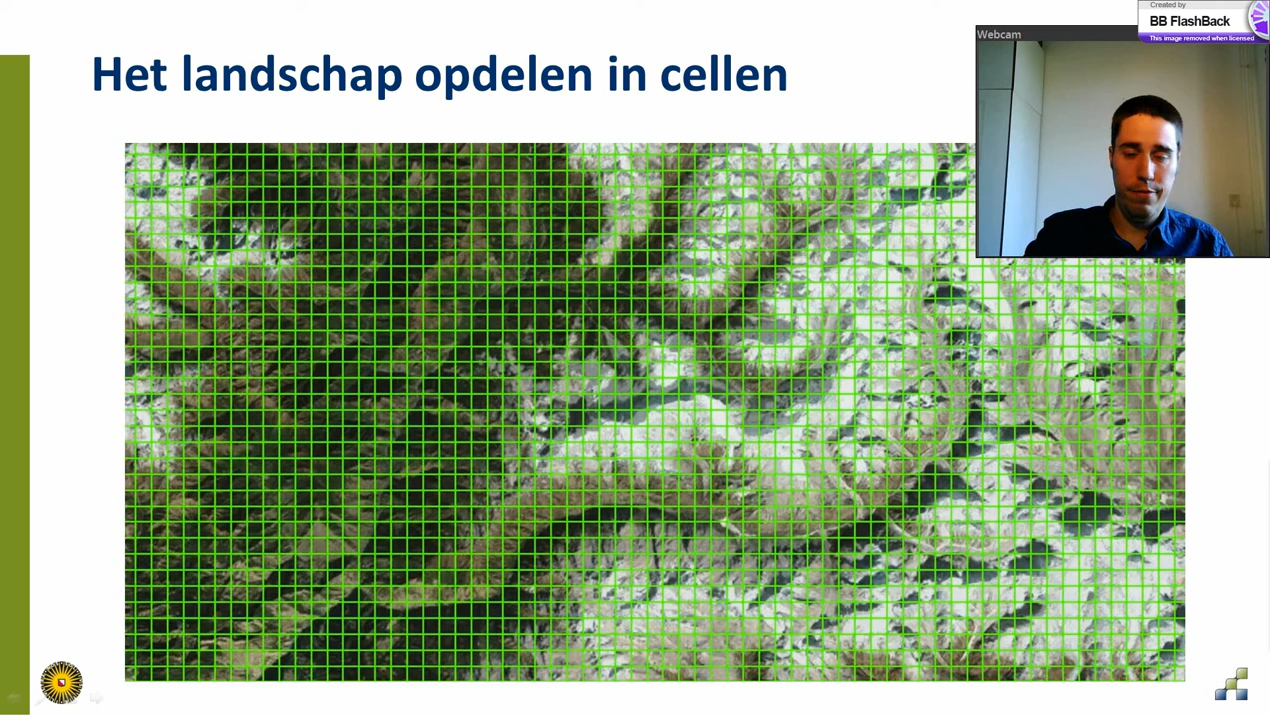 Created by
BB FlashBack
This image removed when licensed
Webcam
Het landschap opdelen in cellen